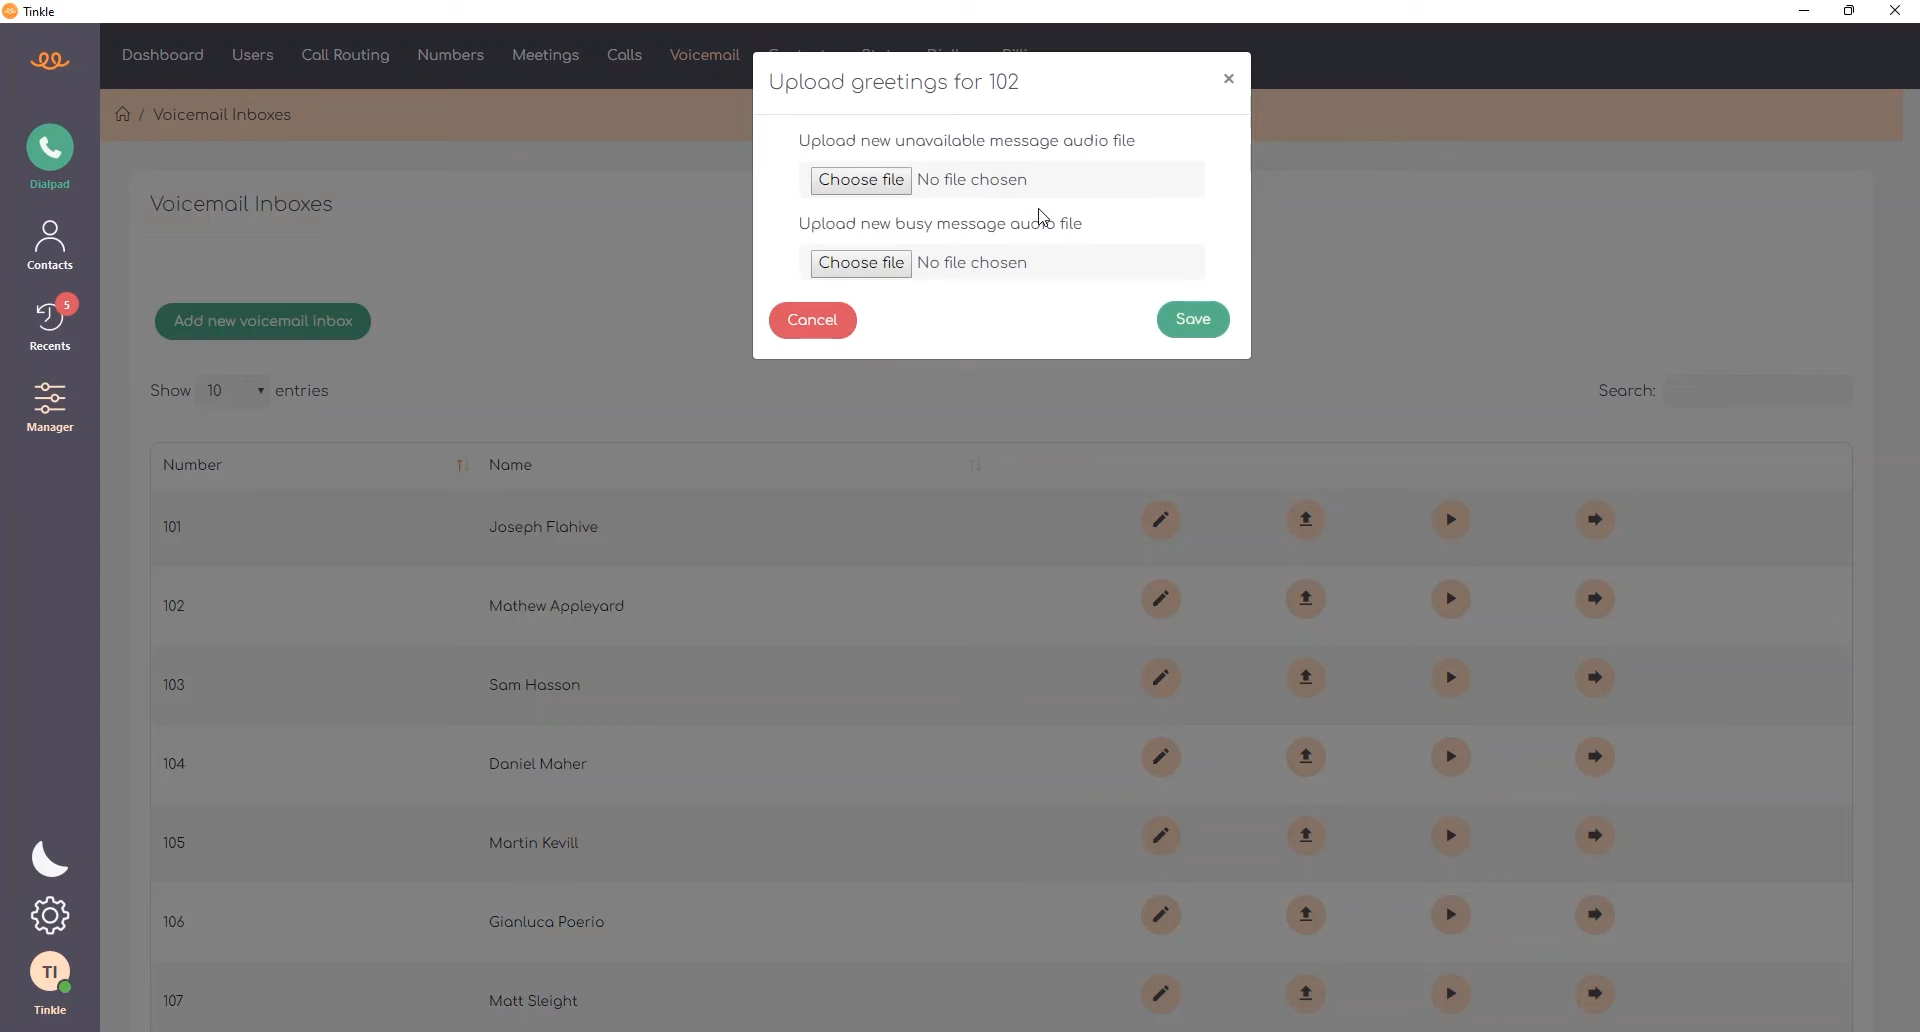 Tinkle
Dashboard Users Call Routing Numbers Meetings Calls Voicemail
Upload greetings for 102 ×
/ Voicemail Inboxes
Upload new unavailable message audio file
Choose file No file chosen
Dialpad
Voicemail Inboxes
Upload new busy message audio file
Choose file No file chosen
Contacts
5
Add new voicemail inbox
Cancel Save
Recents
Show 10 entries Search:
Manager
Number Name
101 Joseph Flahive
102 Mathew Appleyard
103 Sam Hasson
104 Daniel Maher
105 Martin Kevill
106 Gianluca Poerio
TI
107 Matt Sleight
Tinkle